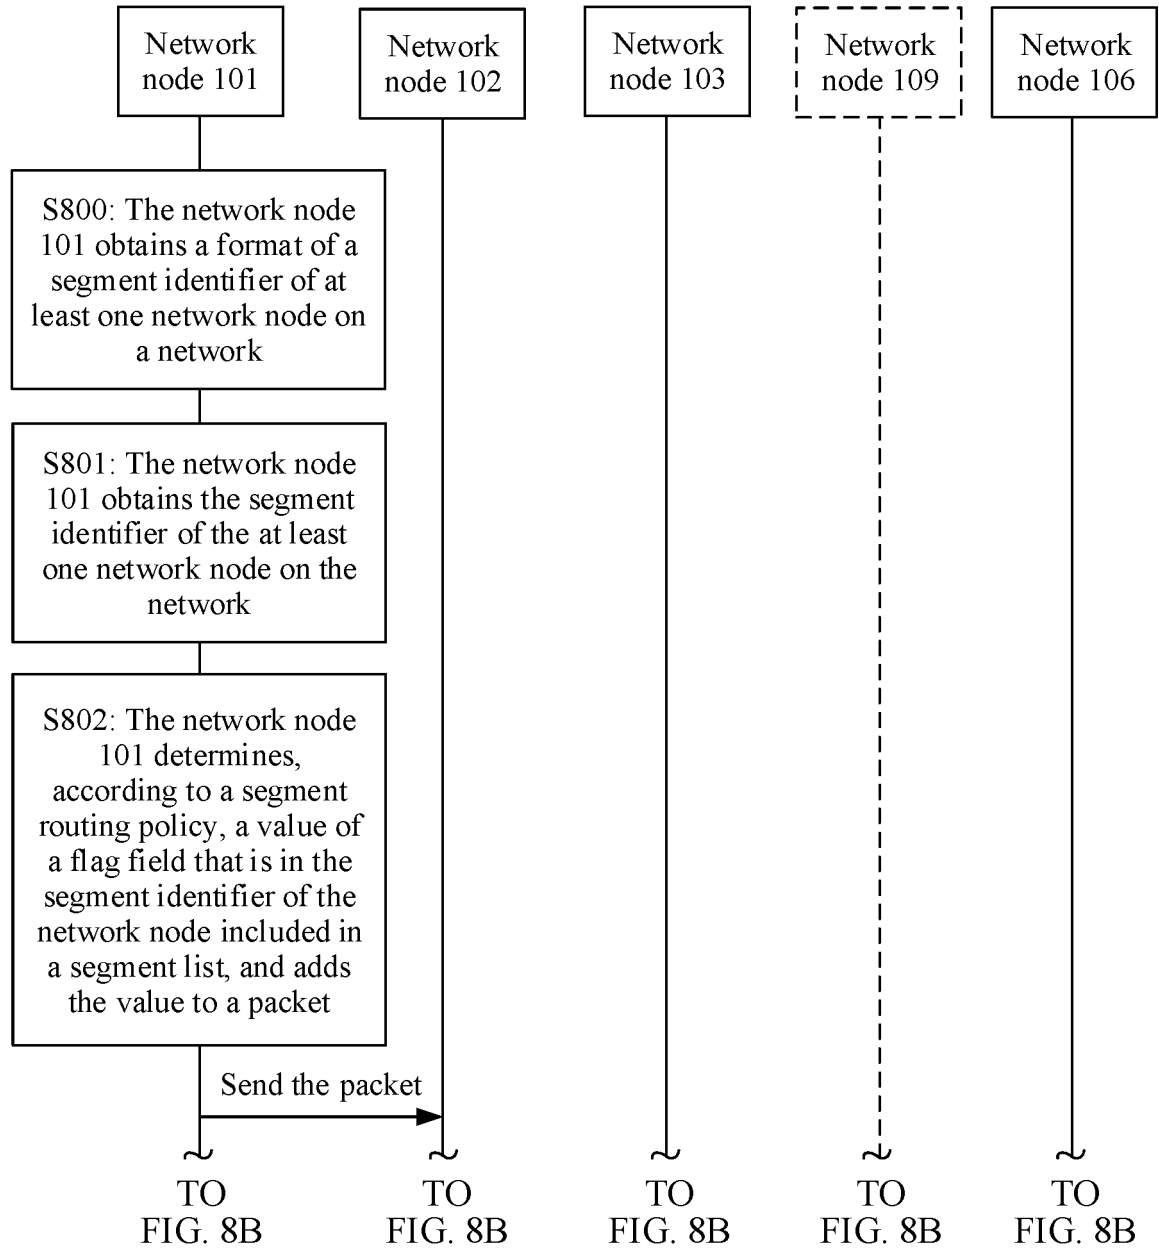 Network
node 101
Network
node 102
Network
node 103
Network
node 109
Network
node 106
S800: The network node
101 obtains a format of a
segment identifier of at
least one network node on
a network
S801: The network node
101 obtains the segment
identifier of the at least
one network node on the
network
S802: The network node
101 determines,
according to a segment
routing policy, a value of
a flag field that is in the
segment identifier of the
network node included in
a segment list, and adds
the value to a packet
Send the packet
TO
FIG. 8B
TO
FIG. 8B
TO
FIG. 8B
TO
FIG. 8B
TO
FIG. 8B